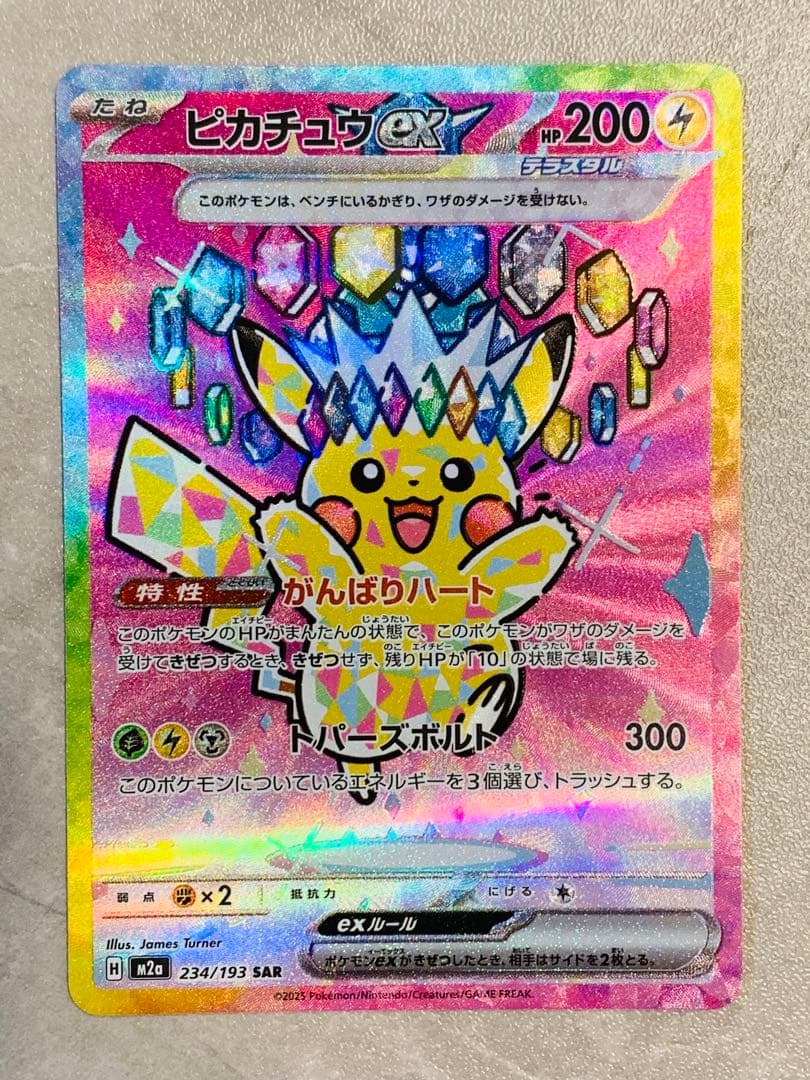 たね ピカチュウex HP200
テラスタル
このポケモンは、ベンチにいるかぎり、ワザのダメージを受けない。
特性 がんばりハート
このポケモンのHPがまんたんの状態で、このポケモンがワザのダメージを
受けてきぜつするとき、きぜつせず、残りHPが「10」の状態で場に残る。
トパーズボルト 300
このポケモンについているエネルギーを3個選び、トラッシュする。
弱点 ×2 抵抗力 にげる
exルール
ポケモンexがきぜつしたとき、相手はサイドを2枚とる。
Illus. James Turner
H m2a 234/193 SAR
©2025 Pokémon/Nintendo/Creatures/GAME FREAK.